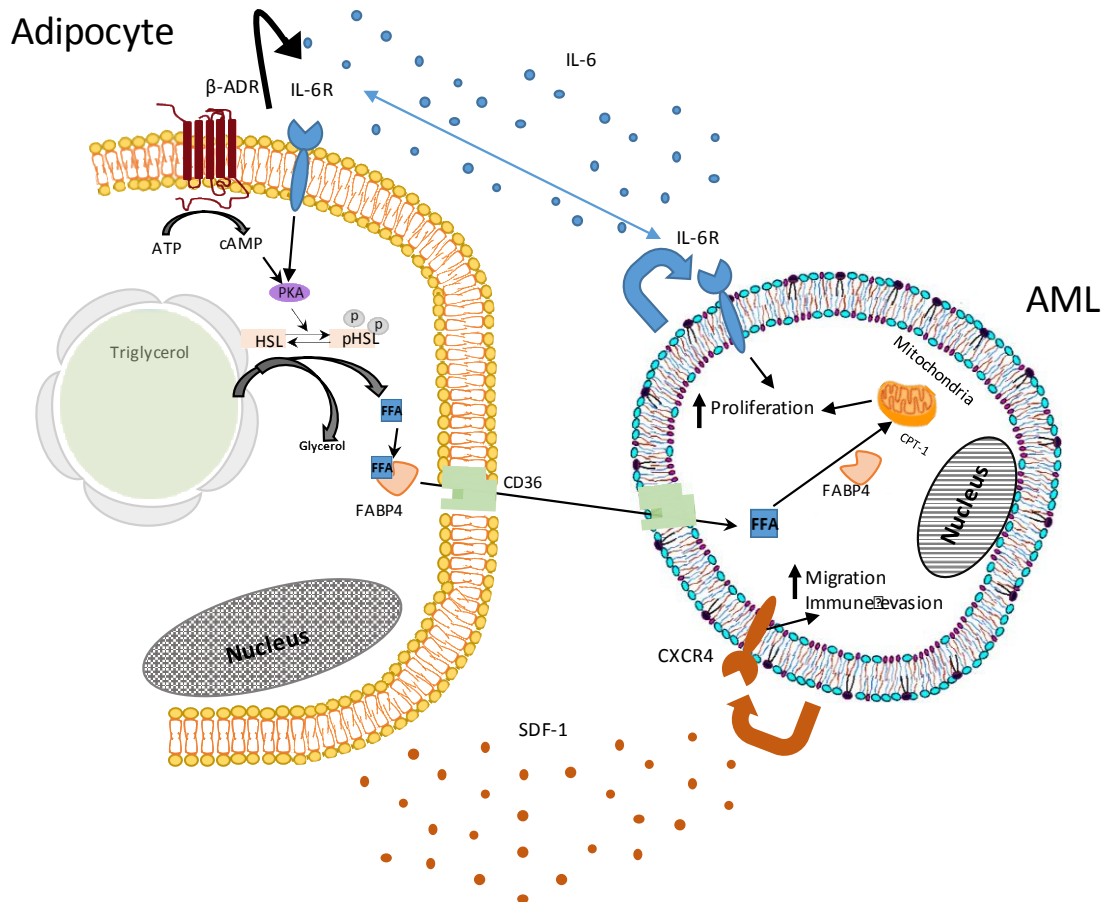 Adipocyte
IL-6
β-ADR
IL-6R
ATP
cAMP
PKA
p
p
HSL
pHSL
Triglycerol
FFA
Glycerol
FFA
FABP4
CD36
Nucleus
SDF-1
IL-6R
AML
Mitochondria
Proliferation
CPT-1
FABP4
FFA
Nucleus
Migration
Immune⍰evasion
CXCR4